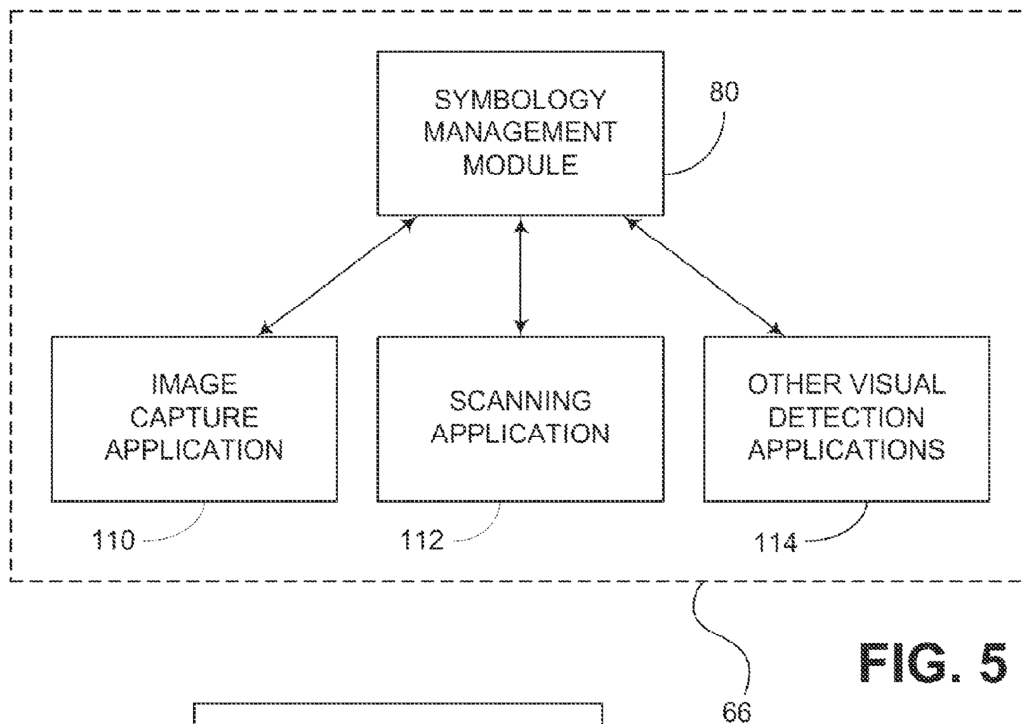 SYMBOLOGY
MANAGEMENT
MODULE
80
IMAGE
CAPTURE
APPLICATION
SCANNING
APPLICATION
OTHER VISUAL
DETECTION
APPLICATIONS
110
112
114
FIG. 5
66